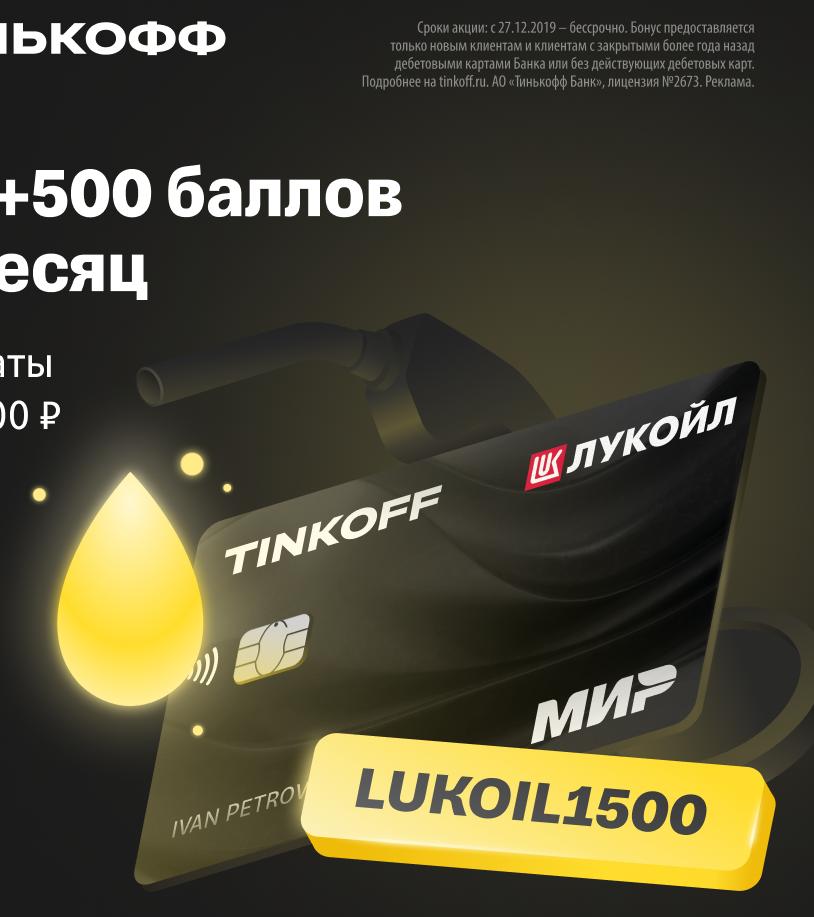 НЬКОФФ
Сроки акции: с 27.12.2019 – бессрочно. Бонус предоставляется
только новым клиентам и клиентам с закрытыми более года назад
дебетовыми картами Банка или без действующих дебетовых карт.
Подробнее на tinkoff.ru. АО «Тинькофф Банк», лицензия №2673. Реклама.
+500 баллов
есяц
аты
00 ₽
LUK ЛУКОЙЛ
TINKOFF
МИР
IVAN PETROV
LUKOIL1500